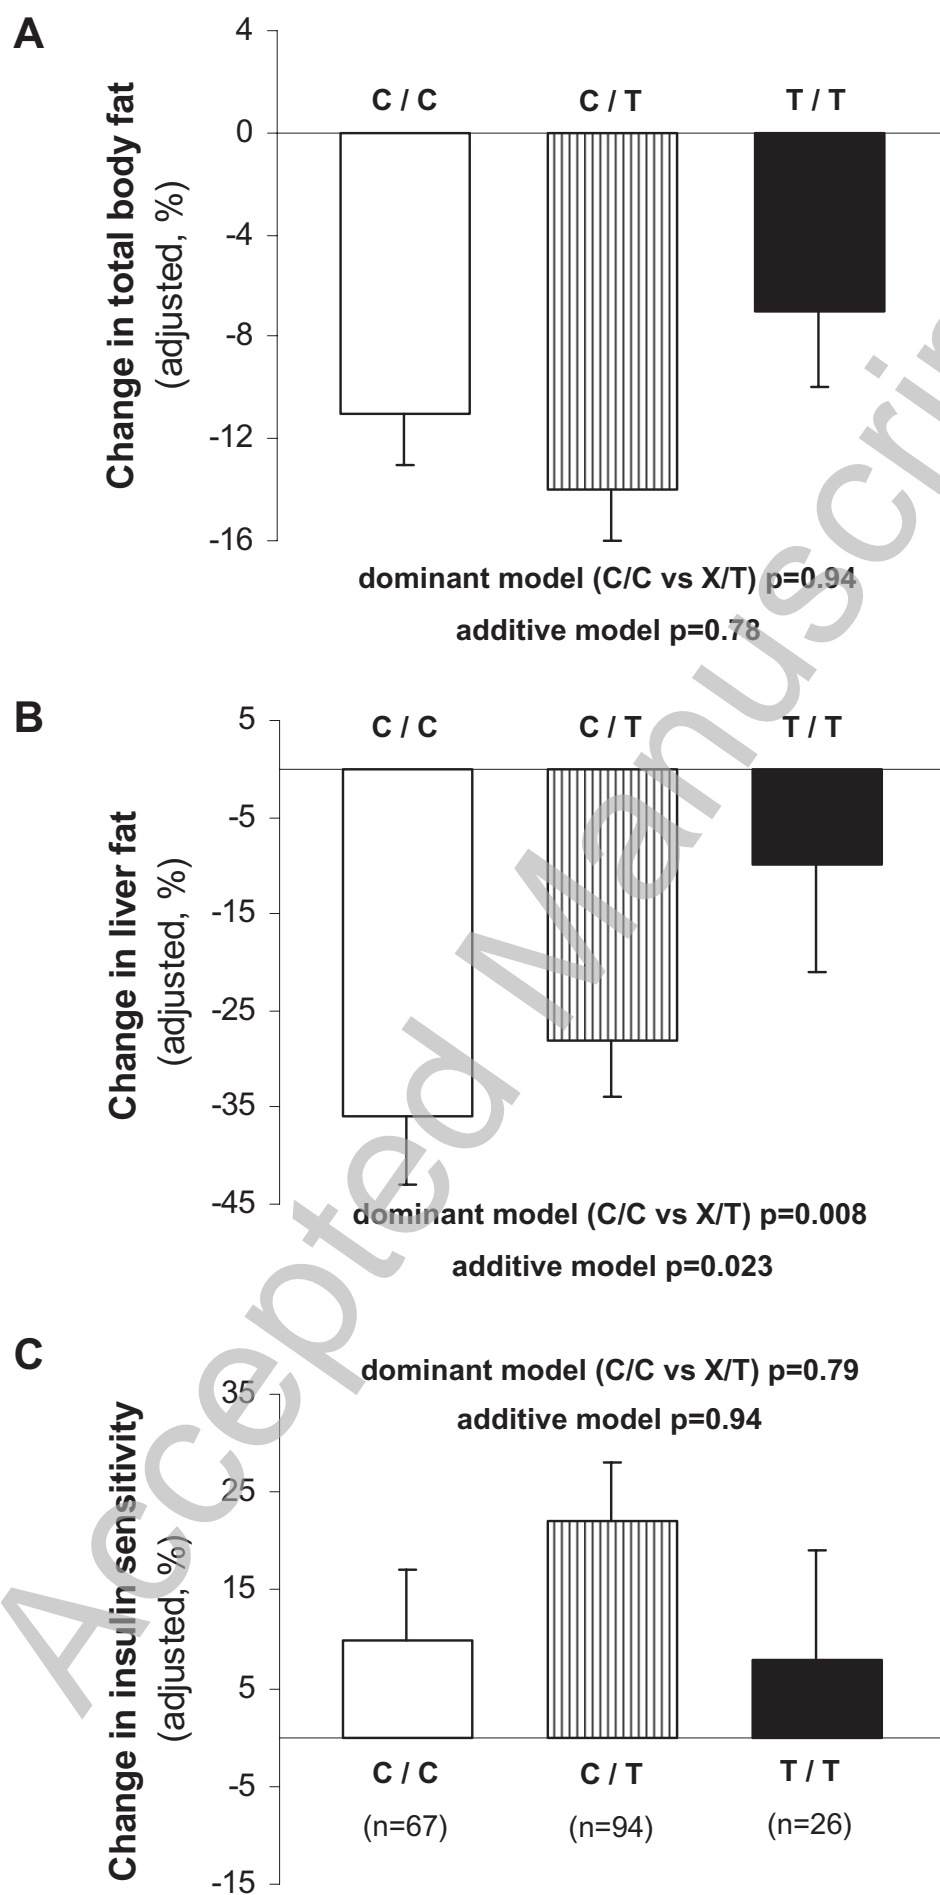 A
4
C / C
C / T
T / T
0
-4
-8
-12
-16
Change in total body fat
(adjusted, %)
dominant model (C/C vs X/T) p=0.94
additive model p=0.78
B
5
C / C
C / T
T / T
-5
-15
-25
-35
-45
Change in liver fat
(adjusted, %)
dominant model (C/C vs X/T) p=0.008
additive model p=0.023
C
dominant model (C/C vs X/T) p=0.79
additive model p=0.94
35
25
15
5
-5
-15
Change in insulin sensitivity
(adjusted, %)
C / C
C / T
T / T
(n=67)
(n=94)
(n=26)
Accepted Manuscrip